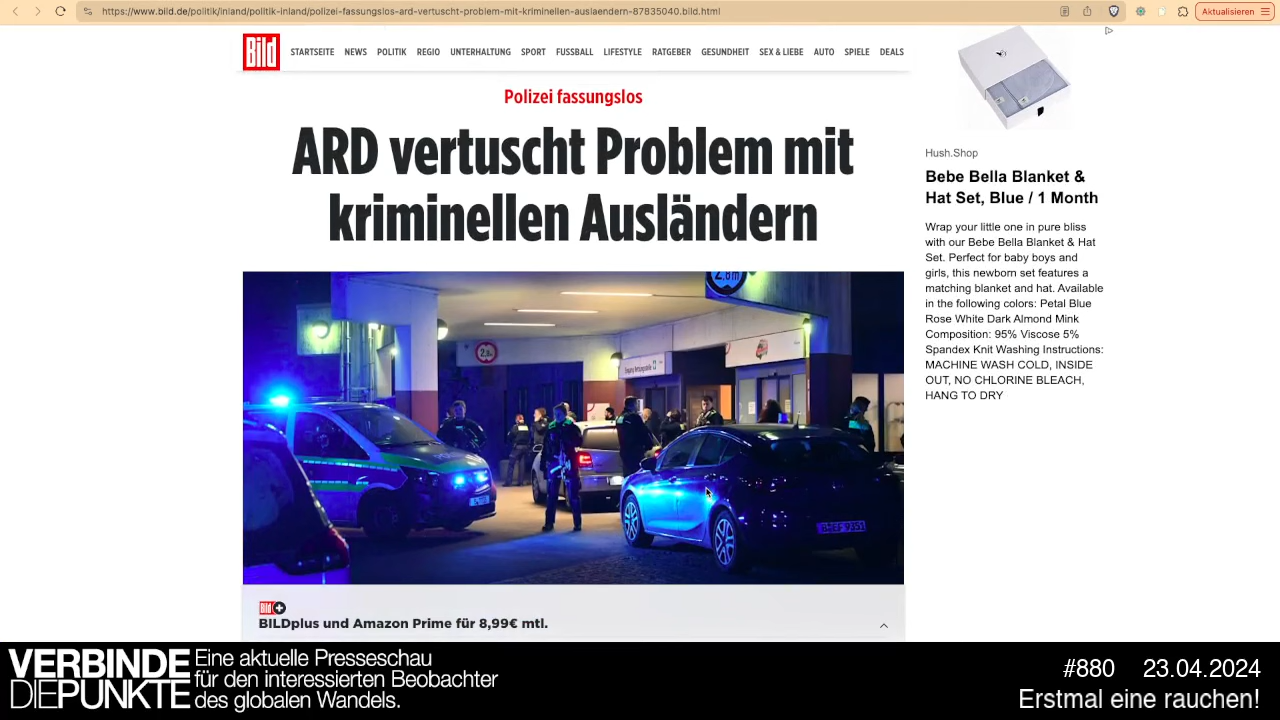 https://www.bild.de/politik/inland/politik-inland/polizei-fassungslos-ard-vertuscht-problem-mit-kriminellen-auslaendern-87835040.bild.html
Aktualisieren
Bild
STARTSEITE NEWS POLITIK REGIO UNTERHALTUNG SPORT FUSSBALL LIFESTYLE RATGEBER GESUNDHEIT SEX & LIEBE AUTO SPIELE DEALS
Polizei fassungslos
ARD vertuscht Problem mit
kriminellen Ausländern
2.8m
2.8m
Hush.Shop
Bebe Bella Blanket &
Hat Set, Blue / 1 Month
Wrap your little one in pure bliss
with our Bebe Bella Blanket & Hat
Set. Perfect for baby boys and
girls, this newborn set features a
matching blanket and hat. Available
in the following colors: Petal Blue
Rose White Dark Almond Mink
Composition: 95% Viscose 5%
Spandex Knit Washing Instructions:
MACHINE WASH COLD, INSIDE
OUT, NO CHLORINE BLEACH,
HANG TO DRY
Bild
BILDplus und Amazon Prime für 8,99€ mtl.
VERBINDE
DIEPUNKTE
Eine aktuelle Presseschau
für den interessierten Beobachter
des globalen Wandels.
#880 23.04.2024
Erstmal eine rauchen!